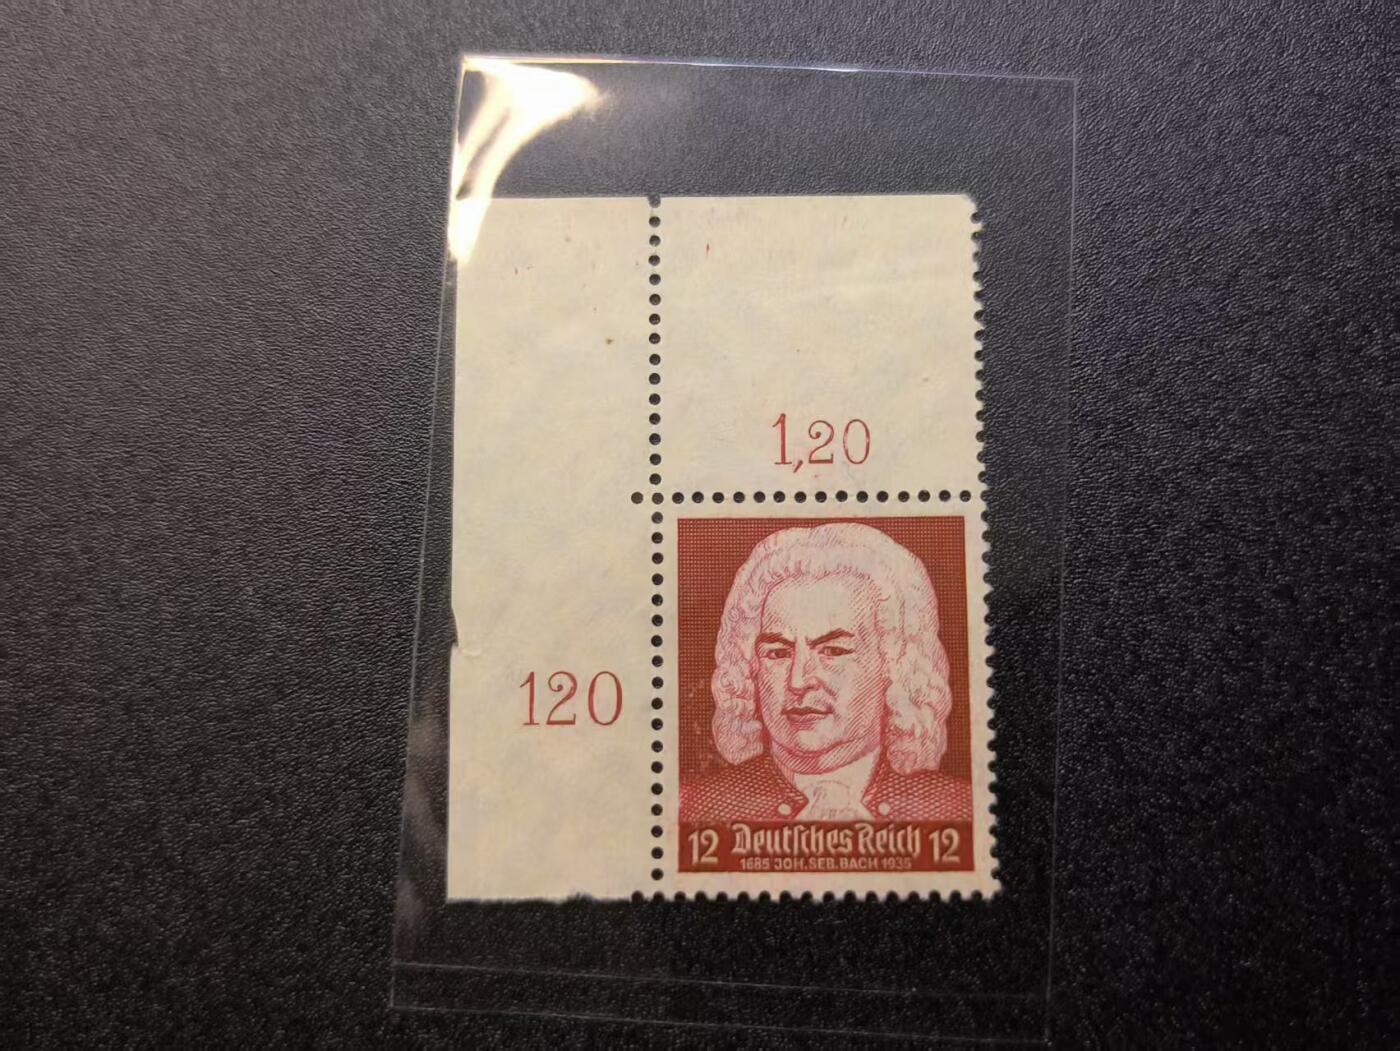 1,20
120
12 Deutsches Reich 12
1685 JOH.SEB.BACH 1935